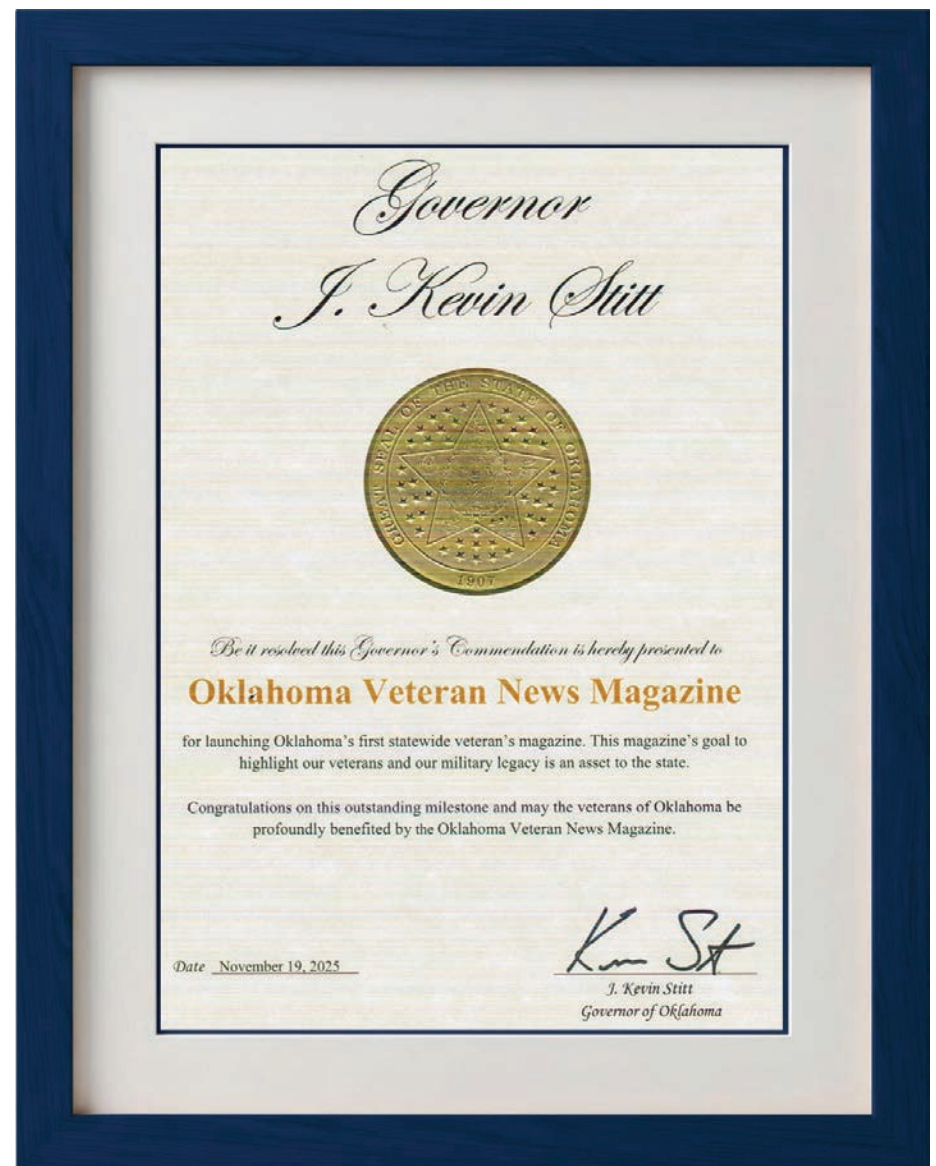 Governor
J. Kevin Stitt
GREAT SEAL OF THE STATE OF OKLAHOMA
1907
Be it resolved this Governor's Commendation is hereby presented to
Oklahoma Veteran News Magazine
for launching Oklahoma's first statewide veteran's magazine. This magazine's goal to
highlight our veterans and our military legacy is an asset to the state.
Congratulations on this outstanding milestone and may the veterans of Oklahoma be
profoundly benefited by the Oklahoma Veteran News Magazine.
Date November 19, 2025
J. Kevin Stitt
Governor of Oklahoma